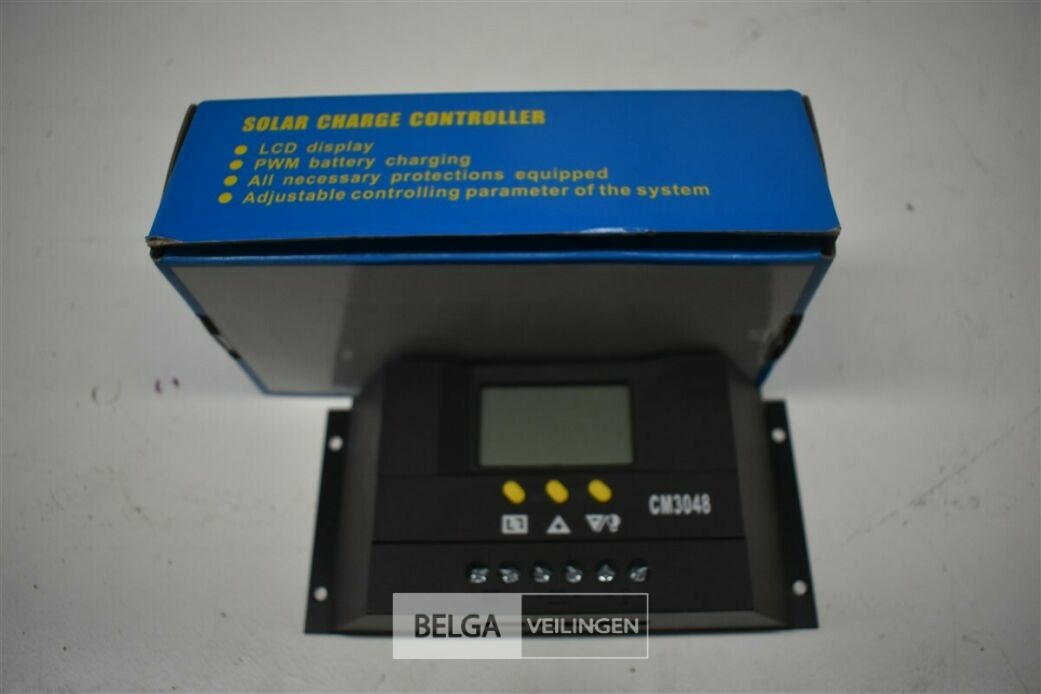 SOLAR CHARGE CONTROLLER
LCD display
PWM battery charging
All necessary protections equipped
Adjustable controlling parameter of the system
CM3048
BELGA VEILINGEN